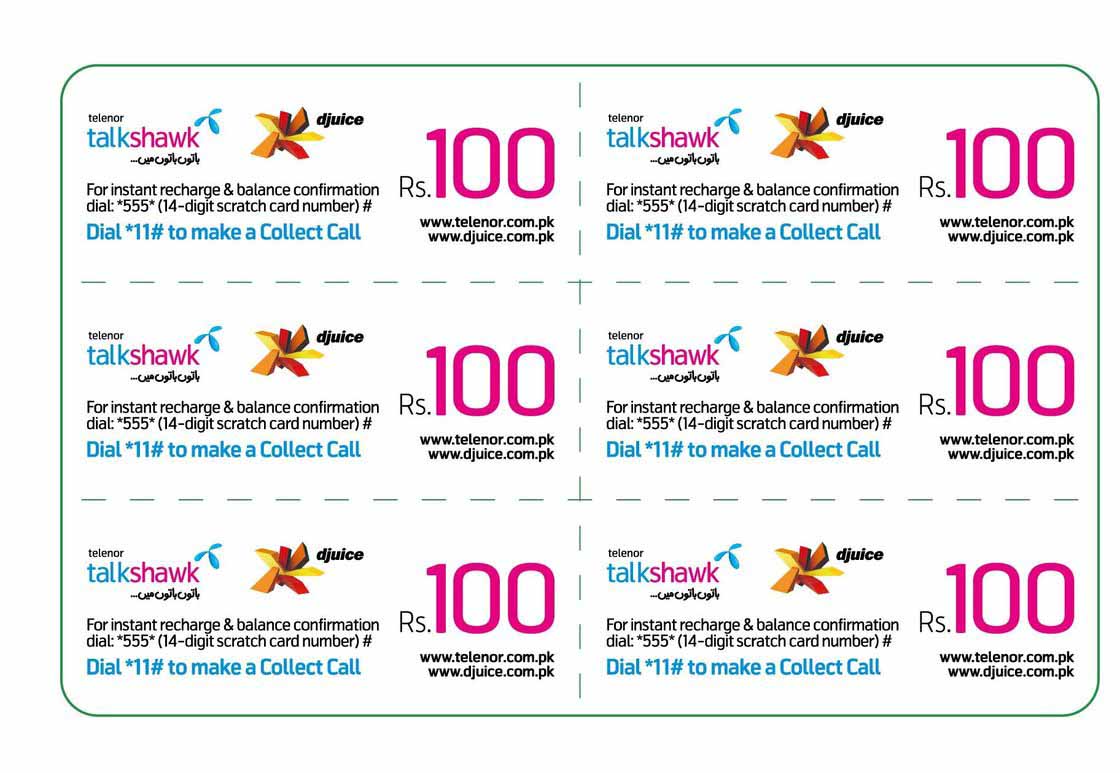 telenor
talkshawk
باتوں باتوں میں...
djuice
Rs.100
For instant recharge & balance confirmation
dial: *555* (14-digit scratch card number) #
Dial *11# to make a Collect Call
www.telenor.com.pk
www.djuice.com.pk
telenor
talkshawk
باتوں باتوں میں...
djuice
Rs.100
For instant recharge & balance confirmation
dial: *555* (14-digit scratch card number) #
Dial *11# to make a Collect Call
www.telenor.com.pk
www.djuice.com.pk
telenor
talkshawk
باتوں باتوں میں...
djuice
Rs.100
For instant recharge & balance confirmation
dial: *555* (14-digit scratch card number) #
Dial *11# to make a Collect Call
www.telenor.com.pk
www.djuice.com.pk
telenor
talkshawk
باتوں باتوں میں...
djuice
Rs.100
For instant recharge & balance confirmation
dial: *555* (14-digit scratch card number) #
Dial *11# to make a Collect Call
www.telenor.com.pk
www.djuice.com.pk
telenor
talkshawk
باتوں باتوں میں...
djuice
Rs.100
For instant recharge & balance confirmation
dial: *555* (14-digit scratch card number) #
Dial *11# to make a Collect Call
www.telenor.com.pk
www.djuice.com.pk
telenor
talkshawk
باتوں باتوں میں...
djuice
Rs.100
For instant recharge & balance confirmation
dial: *555* (14-digit scratch card number) #
Dial *11# to make a Collect Call
www.telenor.com.pk
www.djuice.com.pk